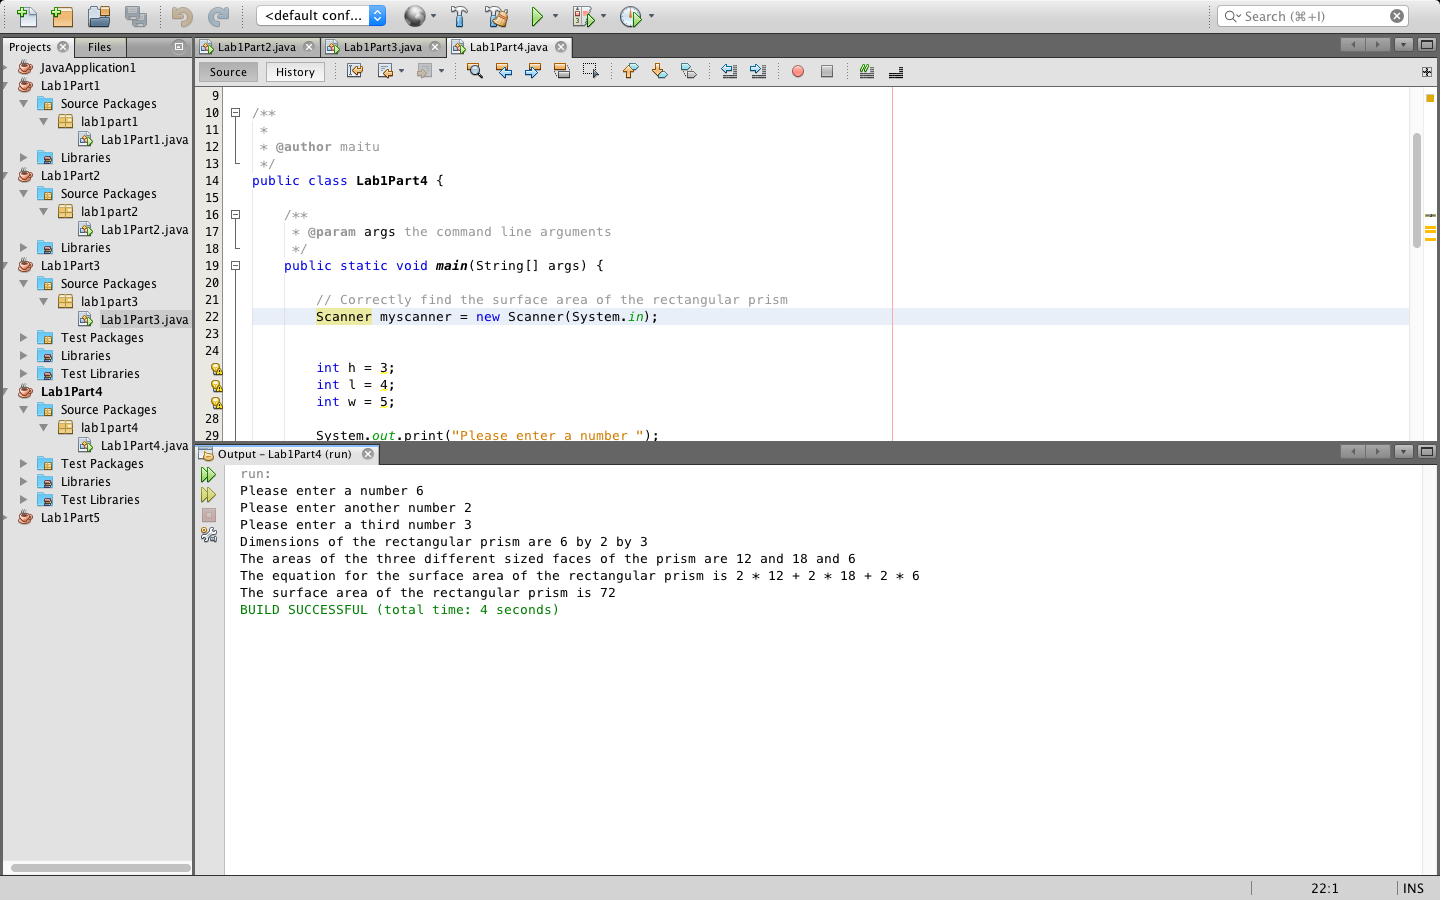 <default conf...
Search (⌘+I)
Projects
Files
JavaApplication1
Lab1Part1
Source Packages
lab1part1
Lab1Part1.java
Libraries
Lab1Part2
Source Packages
lab1part2
Lab1Part2.java
Libraries
Lab1Part3
Source Packages
lab1part3
Lab1Part3.java
Test Packages
Libraries
Test Libraries
Lab1Part4
Source Packages
lab1part4
Lab1Part4.java
Test Packages
Libraries
Test Libraries
Lab1Part5
Lab1Part2.java
Lab1Part3.java
Lab1Part4.java
Source
History
9
10 /**
11 *
12 * @author maitu
13 */
14 public class Lab1Part4 {
15
16 /**
17 * @param args the command line arguments
18 */
19 public static void main(String[] args) {
20
21 // Correctly find the surface area of the rectangular prism
22 Scanner myscanner = new Scanner(System.in);
23
24
int h = 3;
int l = 4;
int w = 5;
28
29 System.out.print("Please enter a number ");
Output – Lab1Part4 (run)
run:
Please enter a number 6
Please enter another number 2
Please enter a third number 3
Dimensions of the rectangular prism are 6 by 2 by 3
The areas of the three different sized faces of the prism are 12 and 18 and 6
The equation for the surface area of the rectangular prism is 2 * 12 + 2 * 18 + 2 * 6
The surface area of the rectangular prism is 72
BUILD SUCCESSFUL (total time: 4 seconds)
22:1
INS